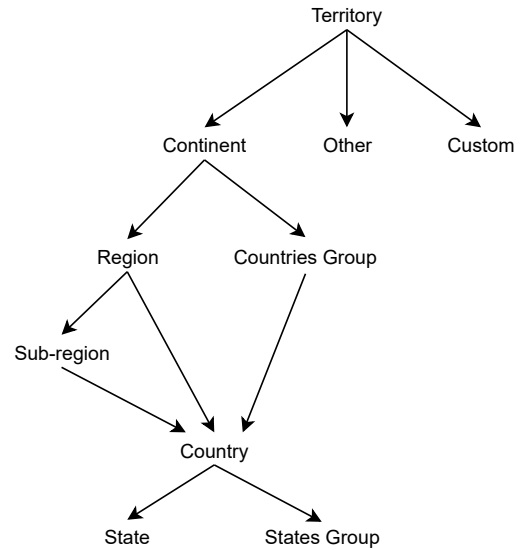 Territory
Continent
Other
Custom
Region
Countries Group
Sub-region
Country
State
States Group